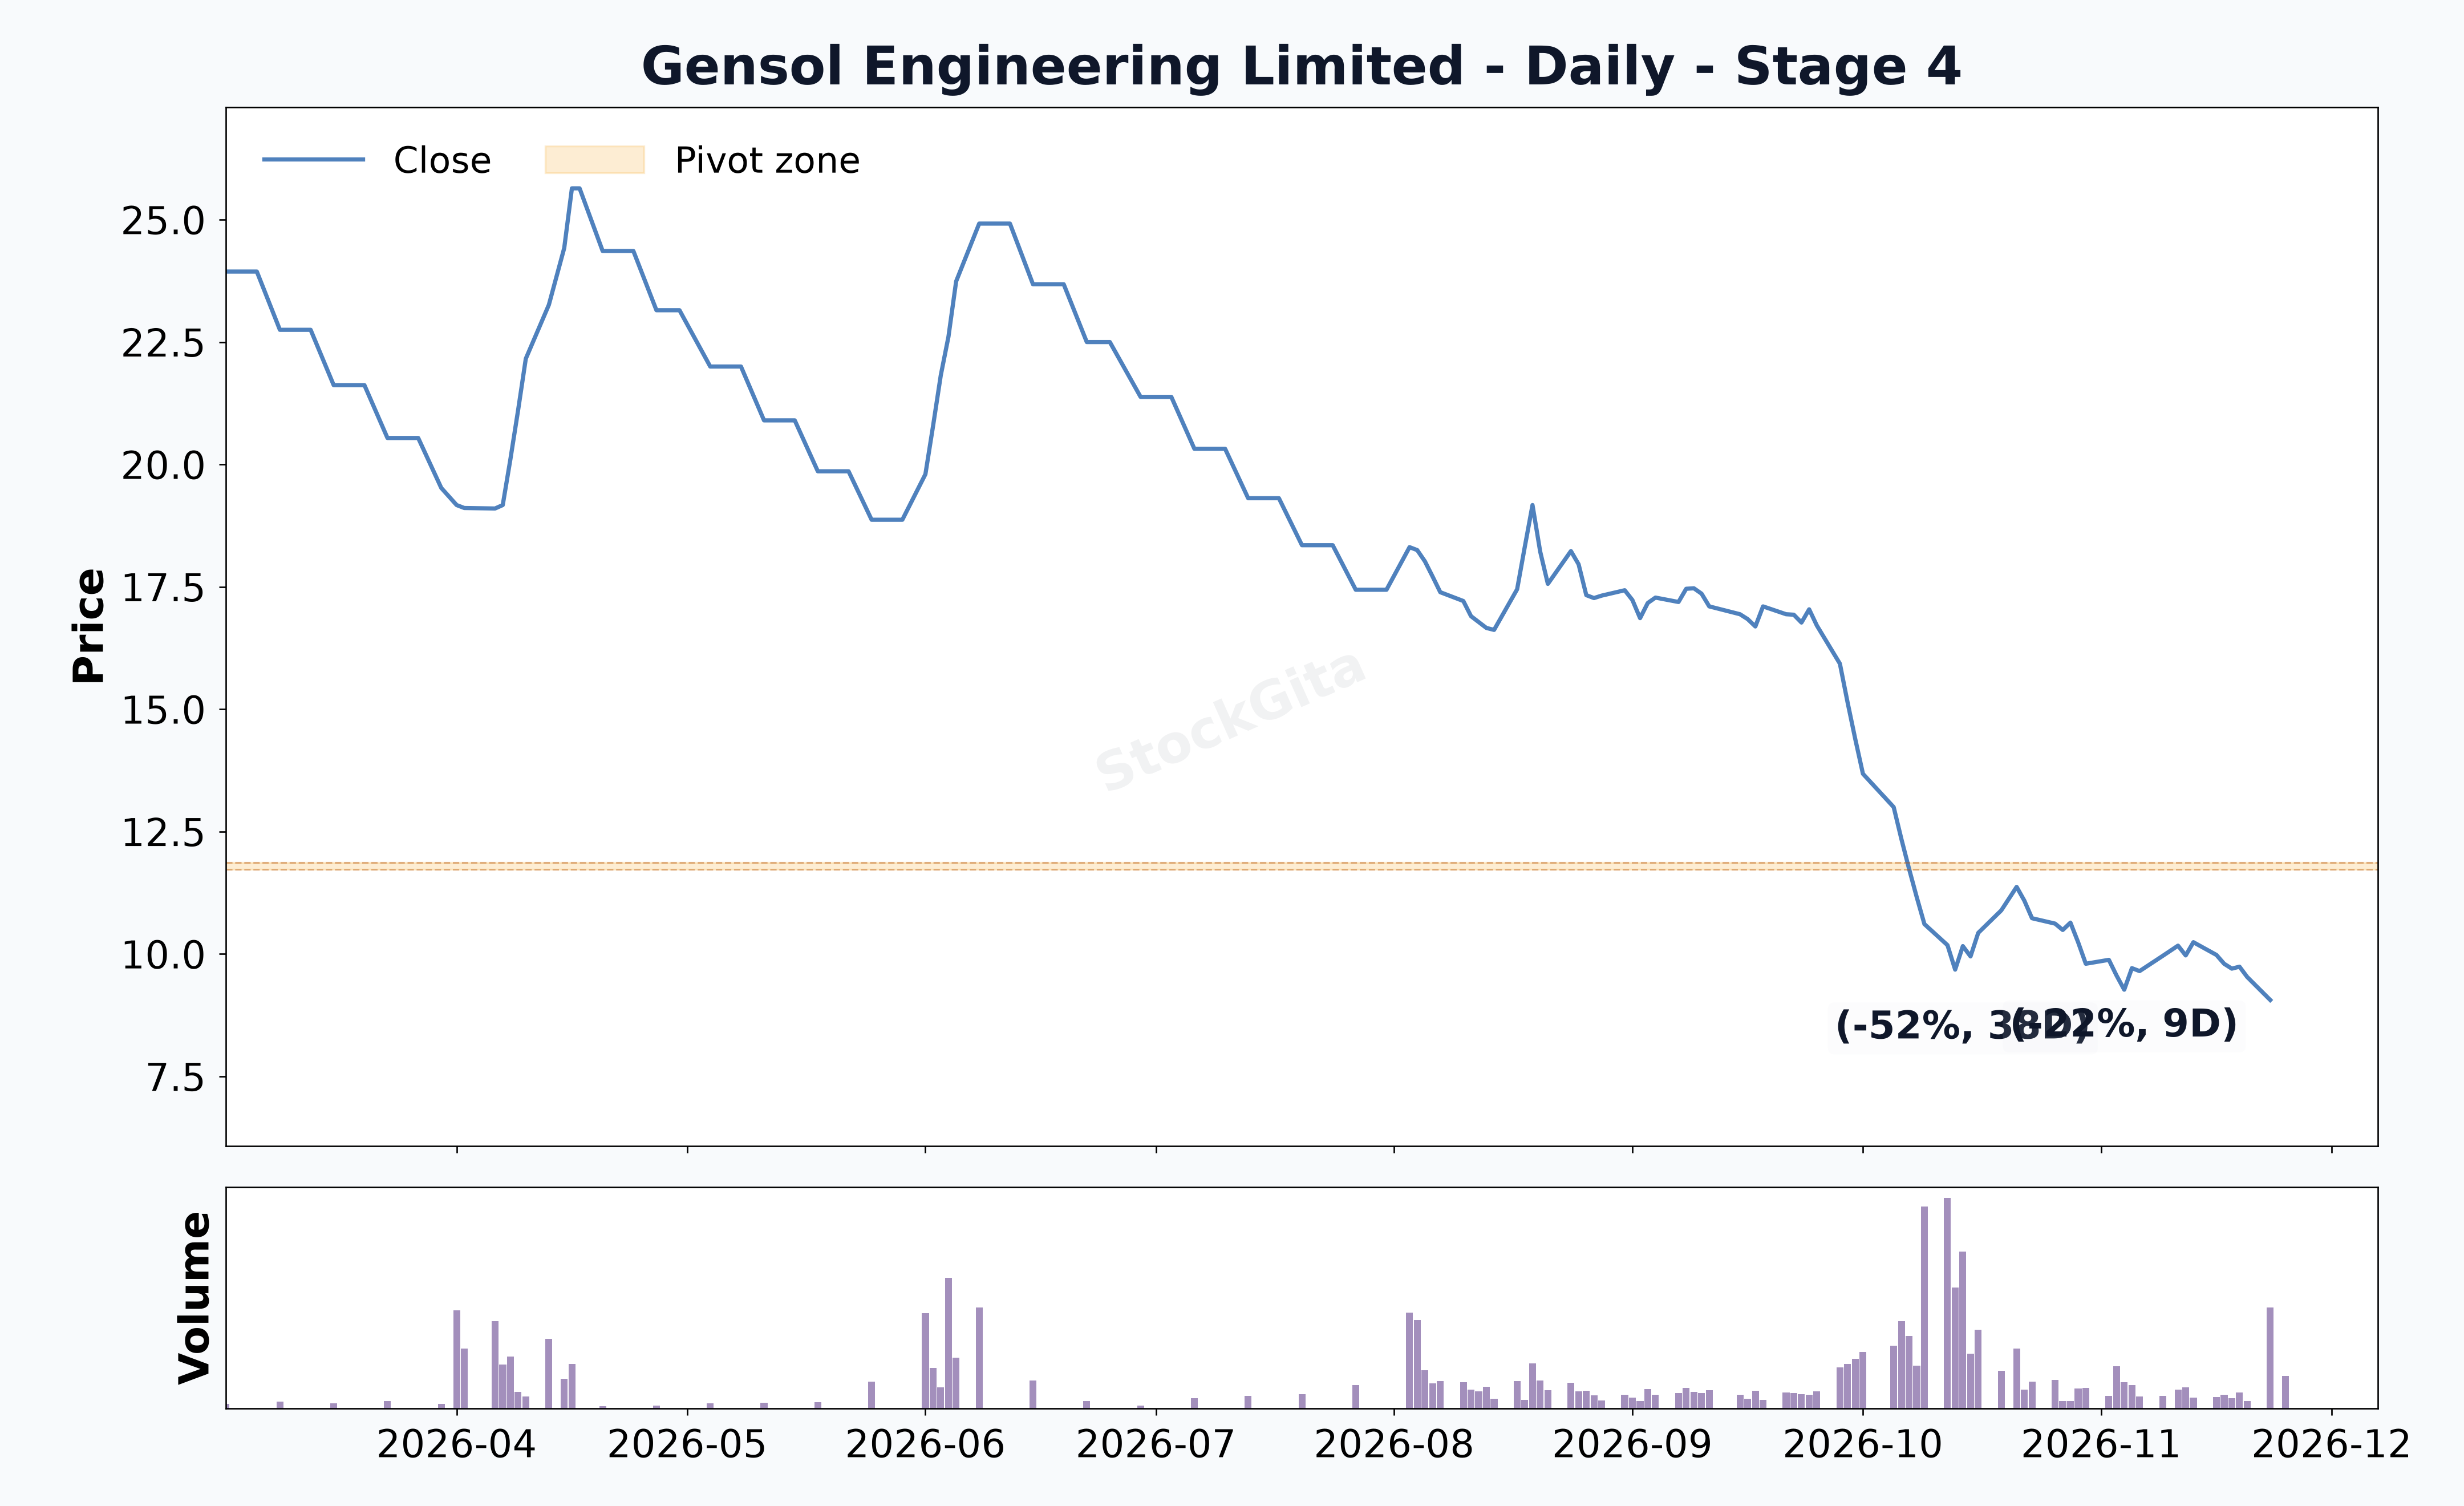 Gensol Engineering Limited - Daily - Stage 4
Close
Pivot zone
Price
25.0
22.5
20.0
17.5
15.0
12.5
10.0
7.5
StockGita
(-52%, 38D)
(-22%, 9D)
Volume
2026-04
2026-05
2026-06
2026-07
2026-08
2026-09
2026-10
2026-11
2026-12